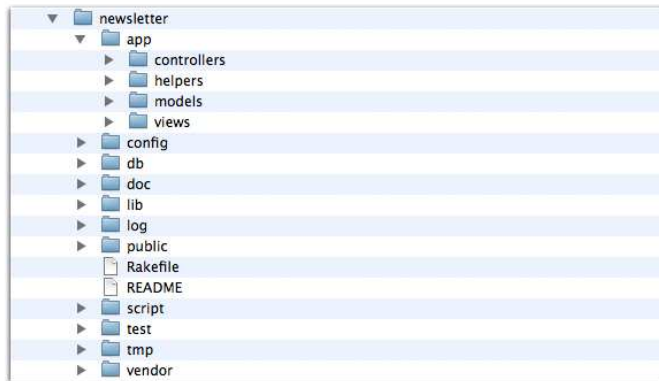 newsletter
app
controllers
helpers
models
views
config
db
doc
lib
log
public
Rakefile
README
script
test
tmp
vendor